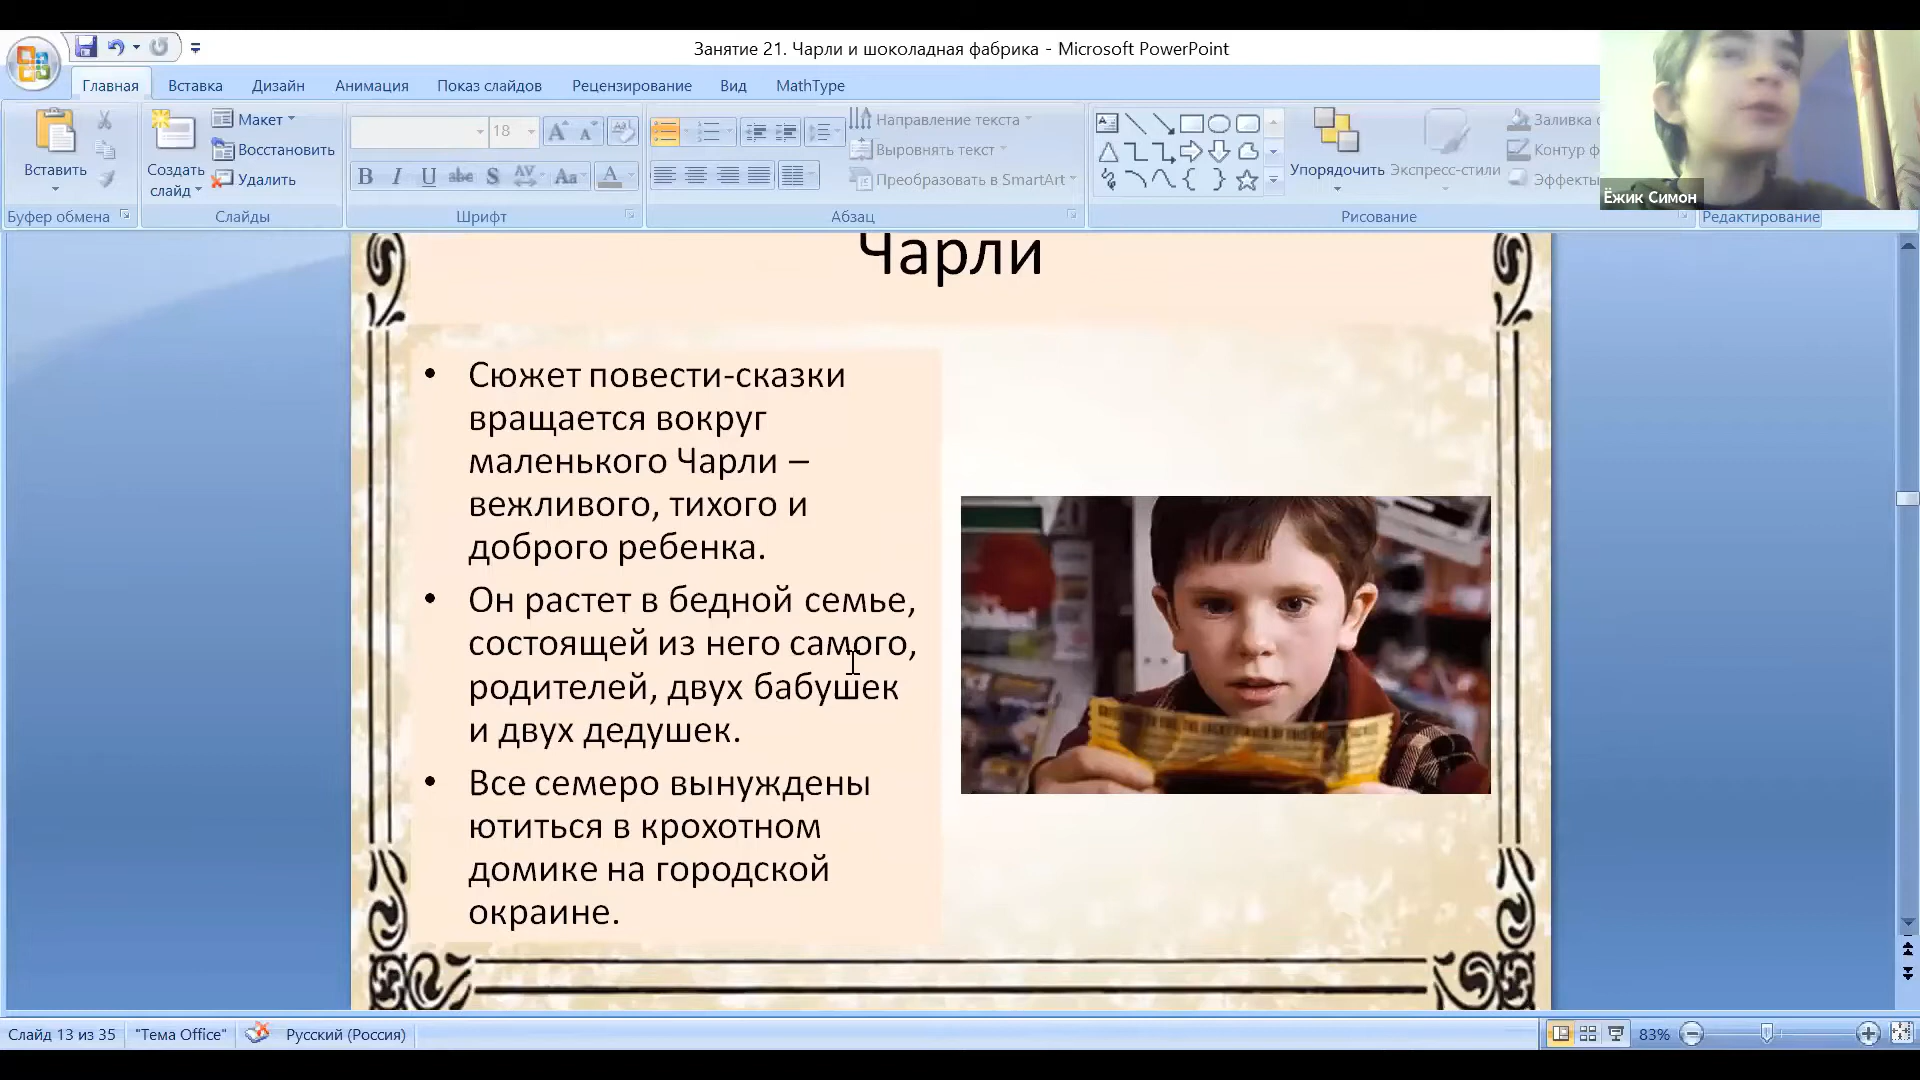 Занятие 21. Чарли и шоколадная фабрика - Microsoft PowerPoint
Главная Вставка Дизайн Анимация Показ слайдов Рецензирование Вид MathType
Вставить
Буфер обмена
Создать слайд
Макет
Восстановить
Удалить
Слайды
18
Шрифт
Направление текста
Выровнять текст
Преобразовать в SmartArt
Абзац
Упорядочить
Экспресс-стили
Заливка
Контур ф
Эффекты
Рисование
Редактирование
Ёжик Симон
Чарли
• Сюжет повести-сказки
вращается вокруг
маленького Чарли –
вежливого, тихого и
доброго ребенка.
• Он растет в бедной семье,
состоящей из него самого,
родителей, двух бабушек
и двух дедушек.
• Все семеро вынуждены
ютиться в крохотном
домике на городской
окраине.
Слайд 13 из 35 "Тема Office" Русский (Россия) 83%